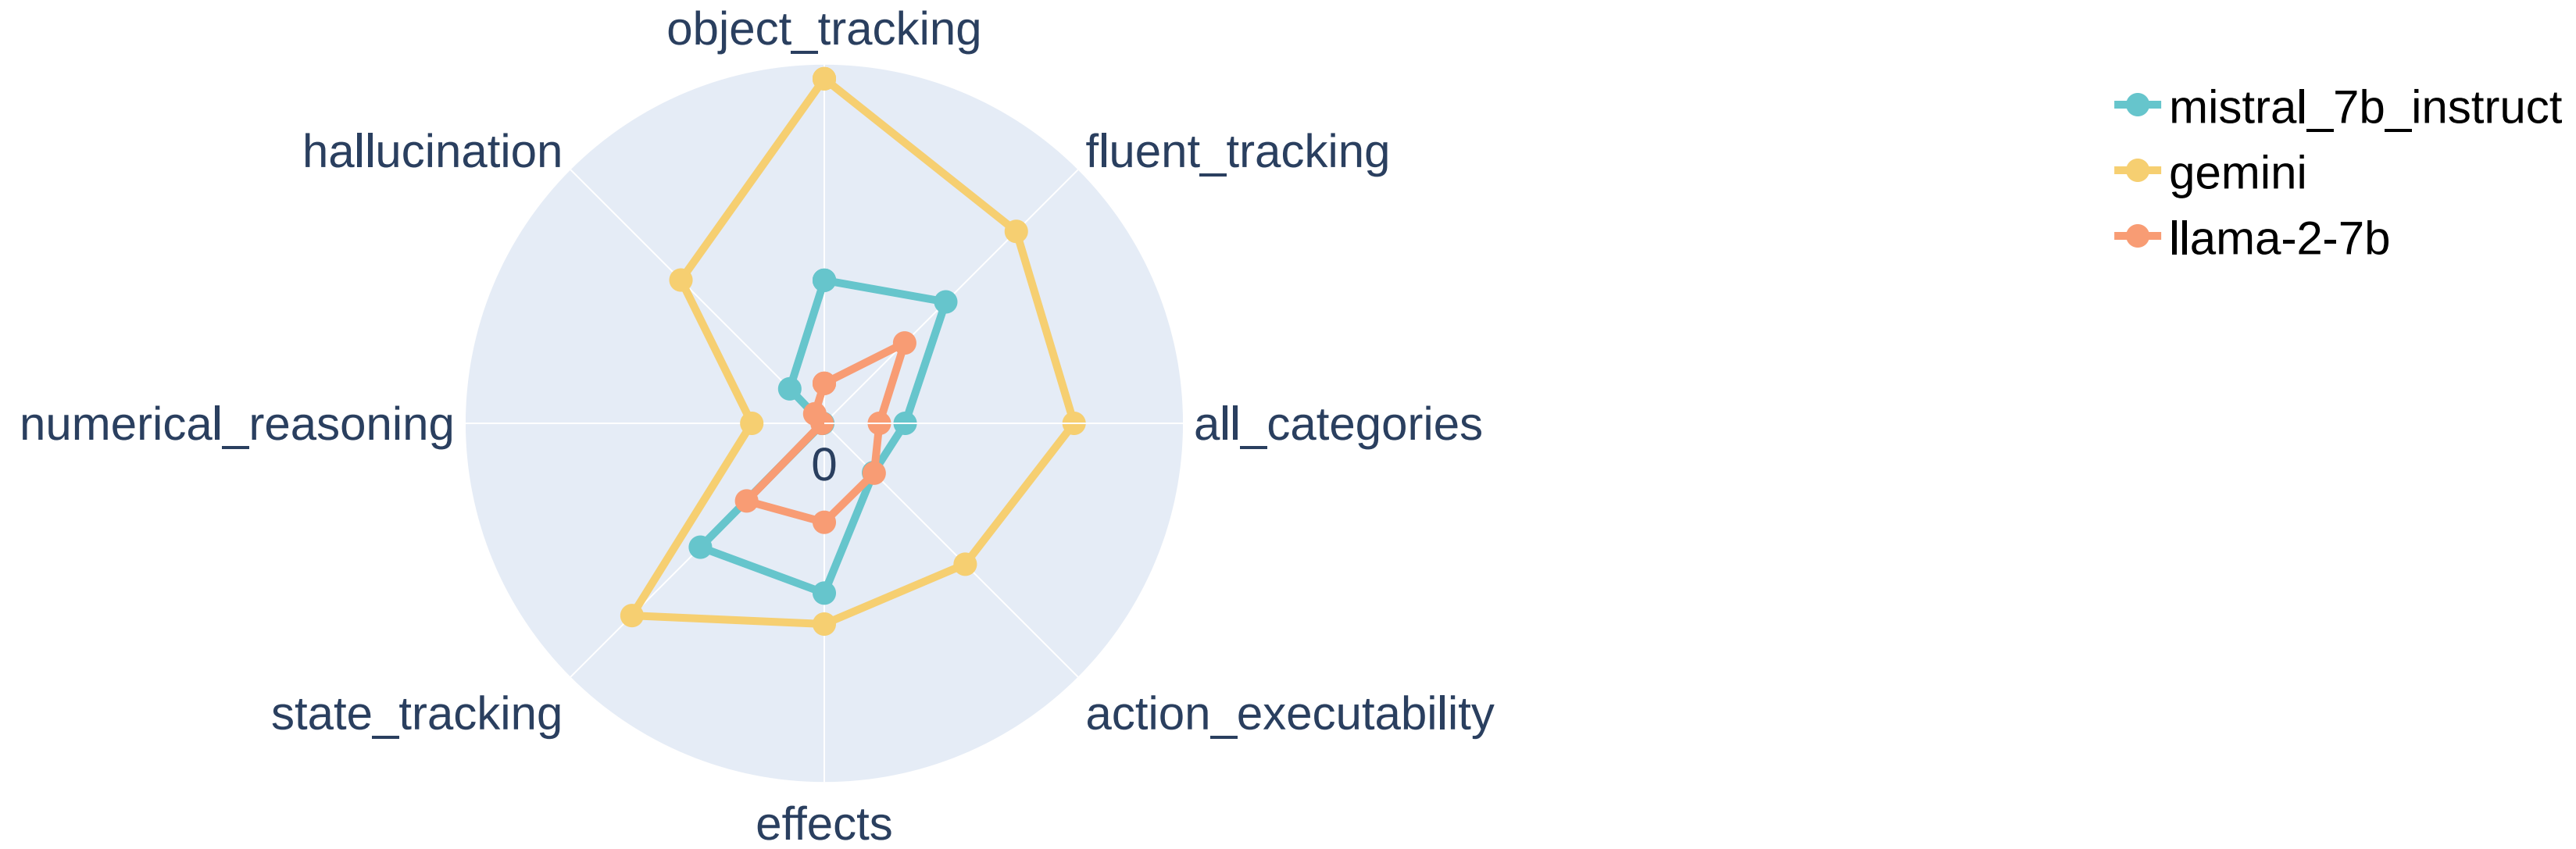 object_tracking
hallucination
fluent_tracking
numerical_reasoning
all_categories
0
state_tracking
action_executability
effects
mistral_7b_instruct
gemini
llama-2-7b